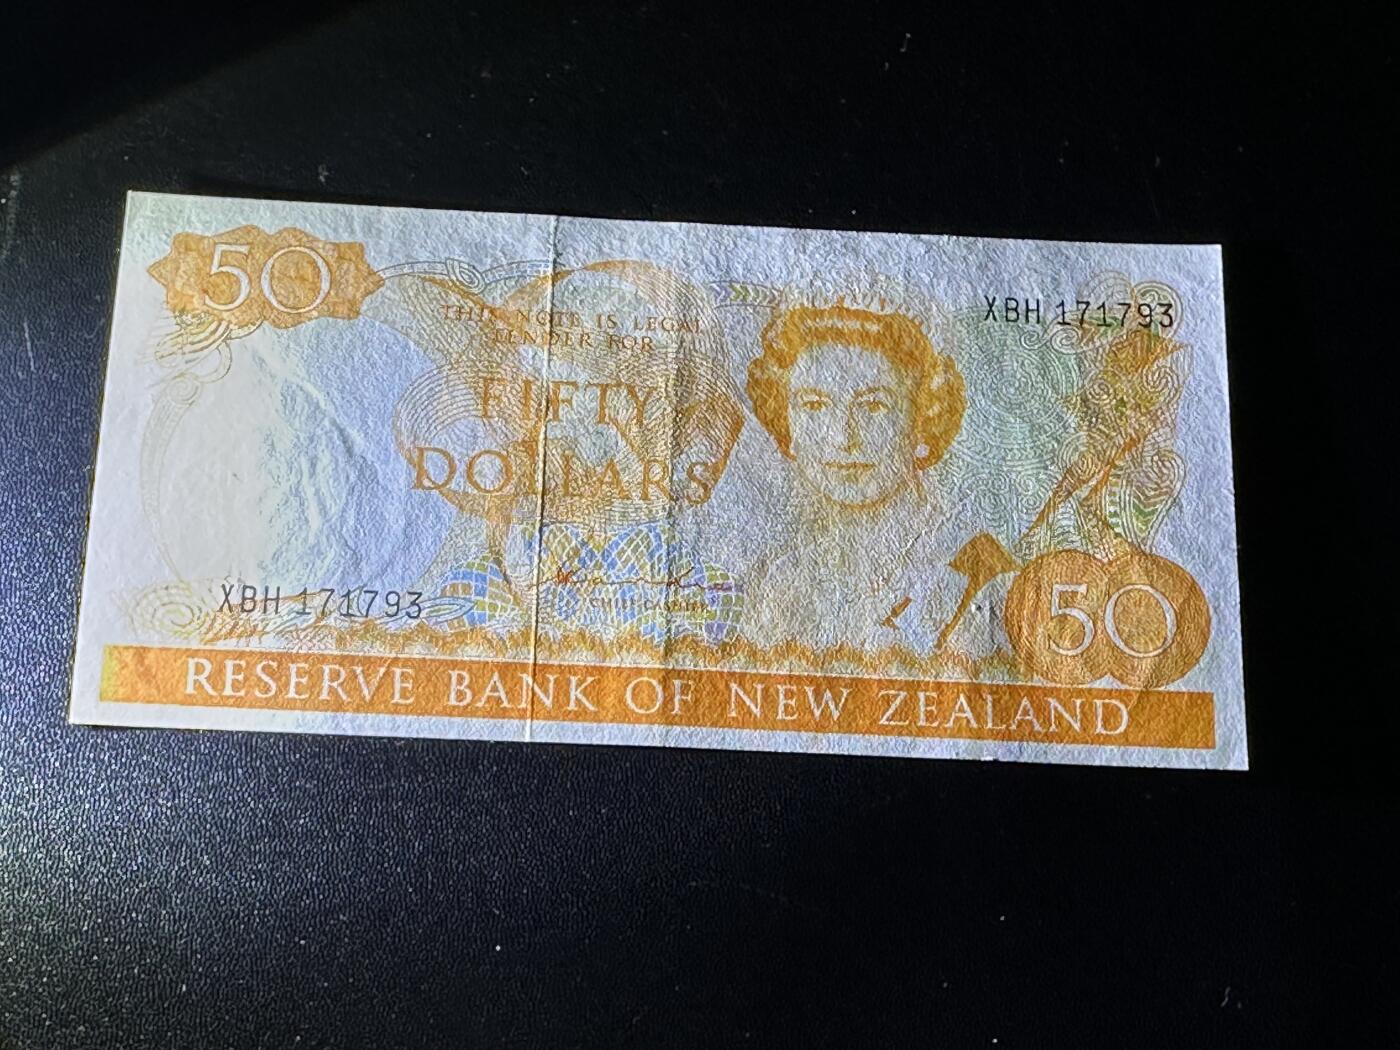 50
THIS NOTE IS LEGAL
TENDER FOR
XBH 171793
FIFTY
DOLLARS
CHIEF CASHIER
XBH 171793
50
RESERVE BANK OF NEW ZEALAND